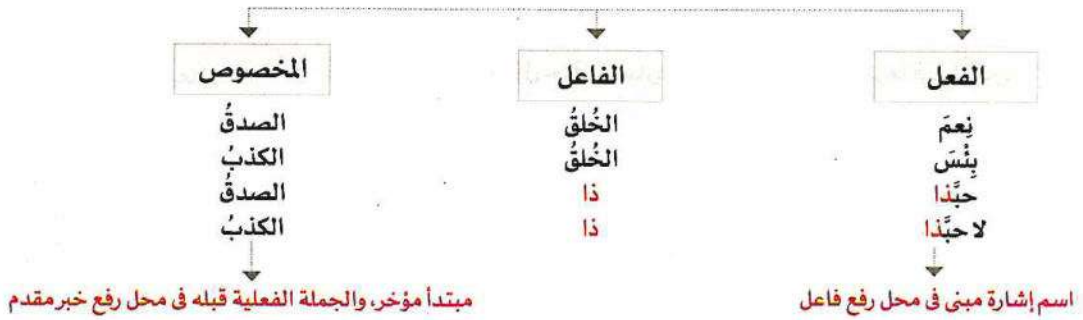 الفعل الفاعل المخصوص
نِعمَ الخُلقُ الصدقُ
بِئْسَ الخُلقُ الكذبُ
حبَّذا ذا الصدقُ
لا حبَّذا ذا الكذبُ
اسم إشارة مبنى فى محل رفع فاعل مبتدأ مؤخر، والجملة الفعلية قبله فى محل رفع خبر مقدم